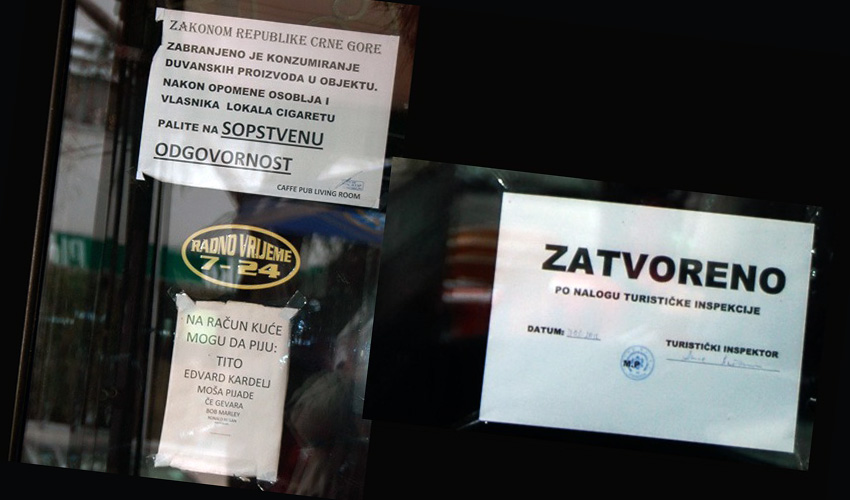 ZAKONOM REPUBLIKE CRNE GORE
ZABRANJENO JE KONZUMIRANJE
DUVANSKIH PROIZVODA U OBJEKTU.
NAKON OPOMENE OSOBLJA I
VLASNIKA LOKALA CIGARETU
PALITE NA SOPSTVENU
ODGOVORNOST
CAFFE PUB LIVING ROOM
RADNO VRIJEME
7-24
NA RAČUN KUĆE
MOGU DA PIJU:
TITO
EDVARD KARDELJ
MOŠA PIJADE
ČE GEVARA
BOB MARLEY
ZATVORENO
PO NALOGU TURISTIČKE INSPEKCIJE
DATUM:
TURISTIČKI INSPEKTOR
M.P.